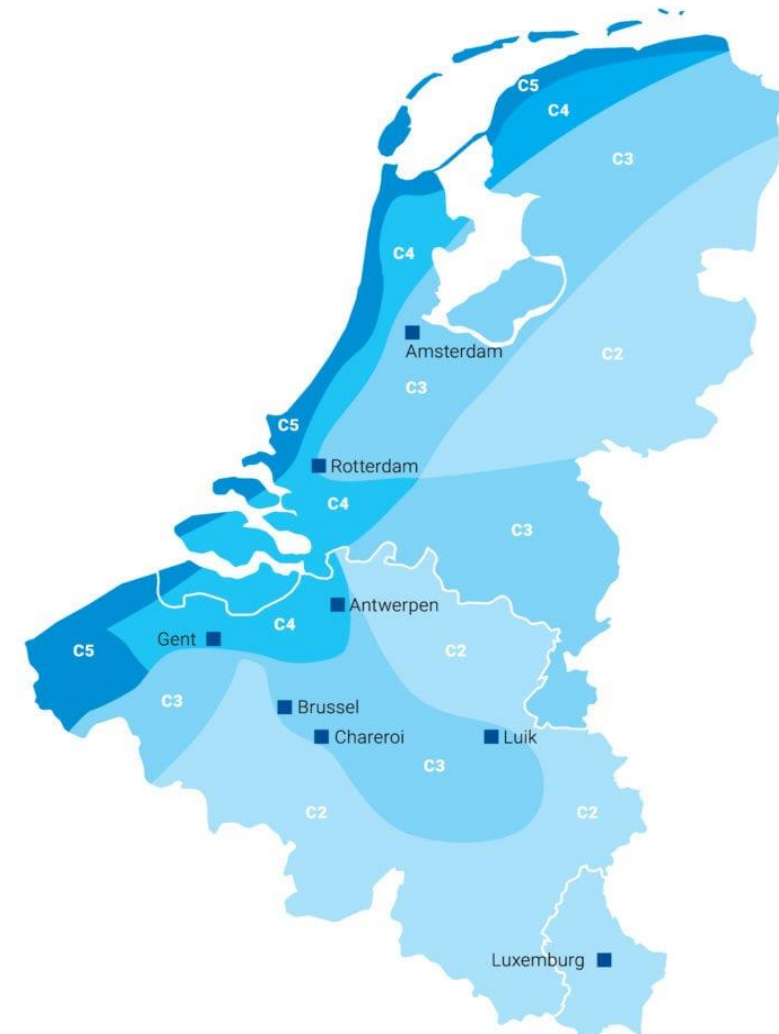 C5
C4
C3
C4
Amsterdam
C2
C3
C5
Rotterdam
C4
C3
Antwerpen
C4
Gent
C5
C2
C3
Brussel
Chareroi
Luik
C3
C2
C2
Luxemburg